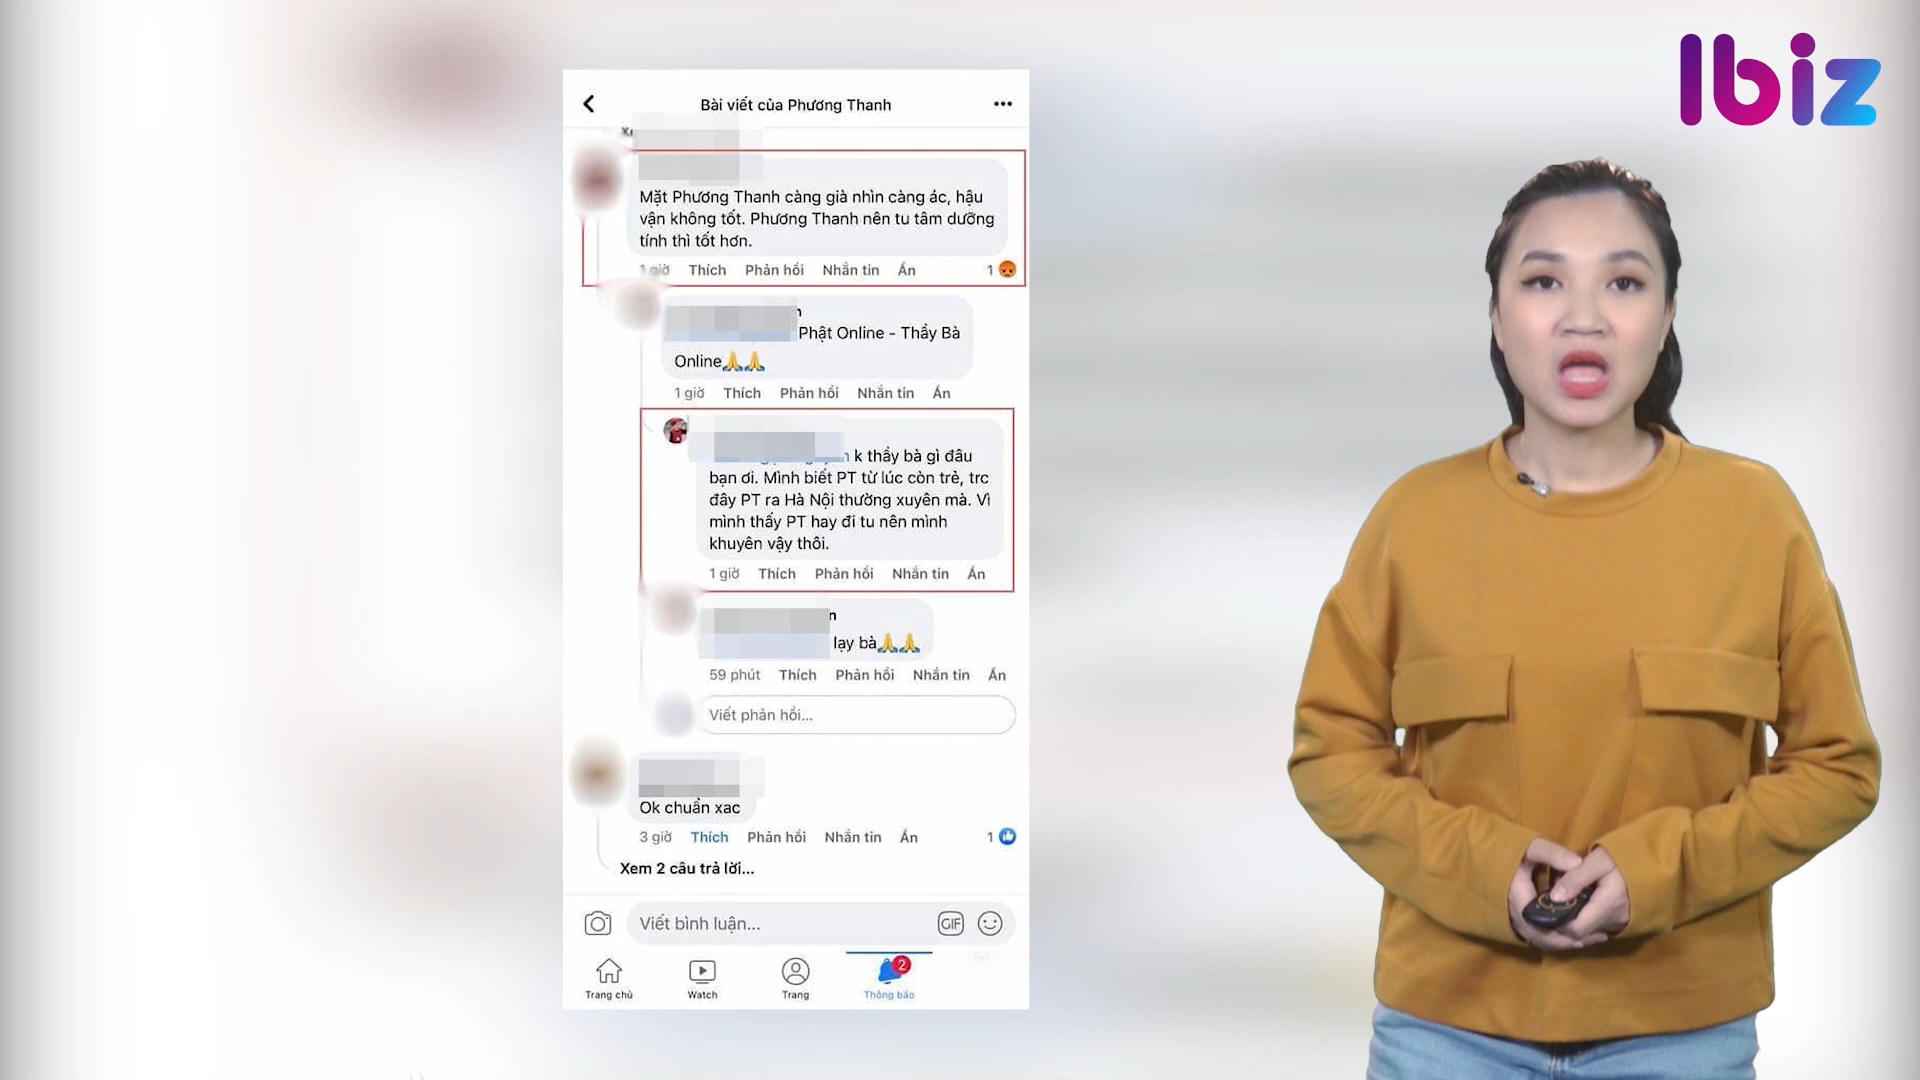 Ibiz
Bài viết của Phương Thanh
Mặt Phương Thanh càng già nhìn càng ác, hậu
vận không tốt. Phương Thanh nên tu tâm dưỡng
tính thì tốt hơn.
1 giờ Thích Phản hồi Nhắn tin Ẩn 1
Phật Online - Thầy Bà
Online🙏🙏
1 giờ Thích Phản hồi Nhắn tin Ẩn
k thầy bà gì đâu
bạn ơi. Mình biết PT từ lúc còn trẻ, trc
đây PT ra Hà Nội thường xuyên mà. Vì
mình thấy PT hay đi tu nên mình
khuyên vậy thôi.
1 giờ Thích Phản hồi Nhắn tin Ẩn
lạy bà🙏🙏
59 phút Thích Phản hồi Nhắn tin Ẩn
Viết phản hồi...
Ok chuẩn xac
3 giờ Thích Phản hồi Nhắn tin Ẩn 1
Xem 2 câu trả lời...
Viết bình luận...
GIF
2
Trang chủ Watch Trang Thông báo